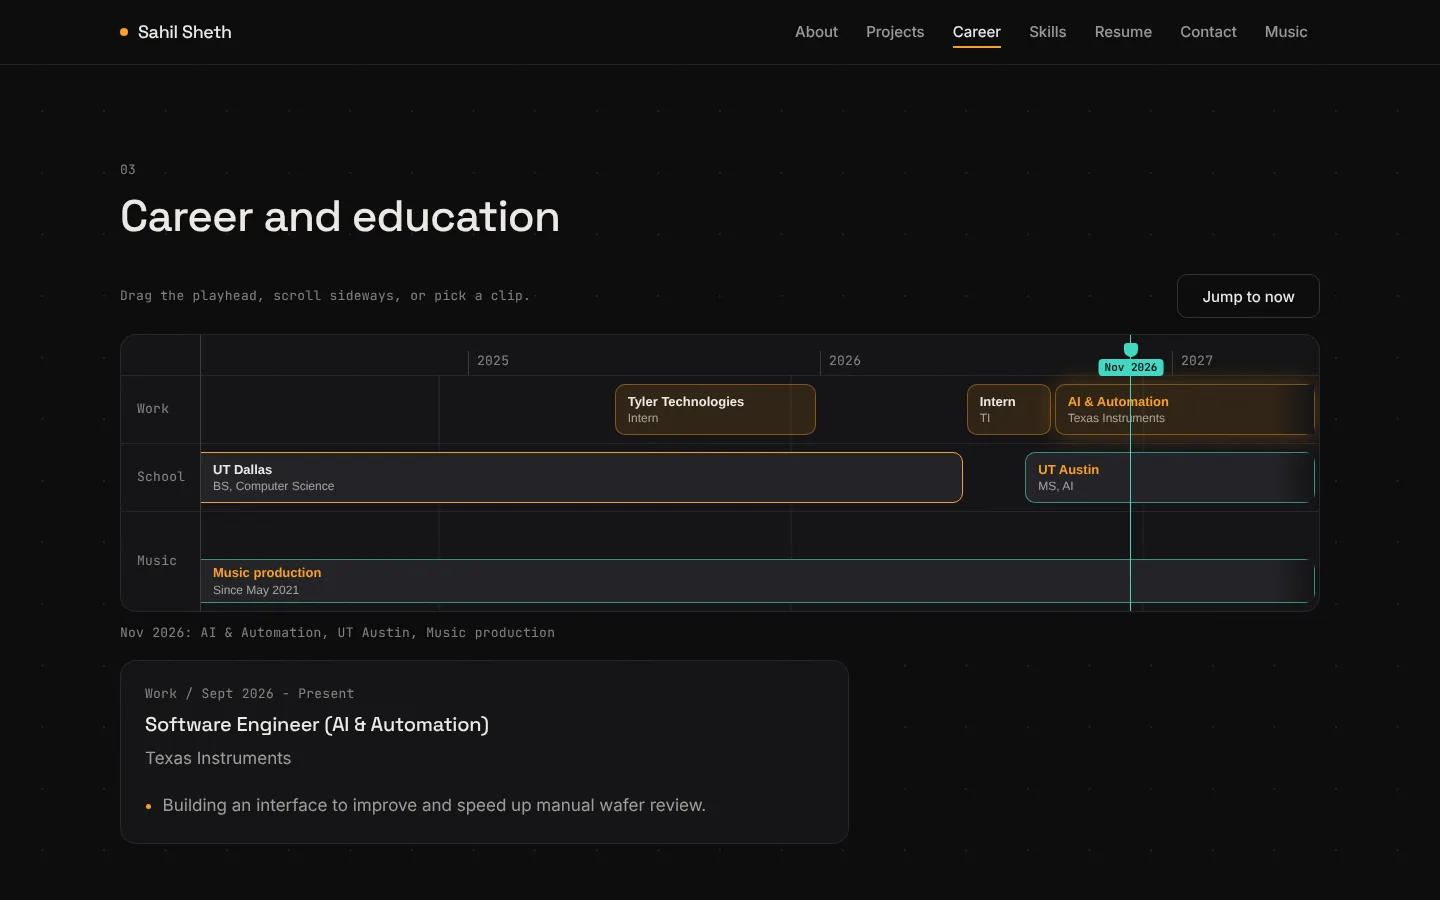 Sahil Sheth
About Projects Career Skills Resume Contact Music
03
Career and education
Drag the playhead, scroll sideways, or pick a clip.
Jump to now
2025 2026 2027
Nov 2026
Work
Tyler Technologies
Intern
Intern
TI
AI & Automation
Texas Instruments
School
UT Dallas
BS, Computer Science
UT Austin
MS, AI
Music
Music production
Since May 2021
Nov 2026: AI & Automation, UT Austin, Music production
Work / Sept 2026 - Present
Software Engineer (AI & Automation)
Texas Instruments
Building an interface to improve and speed up manual wafer review.